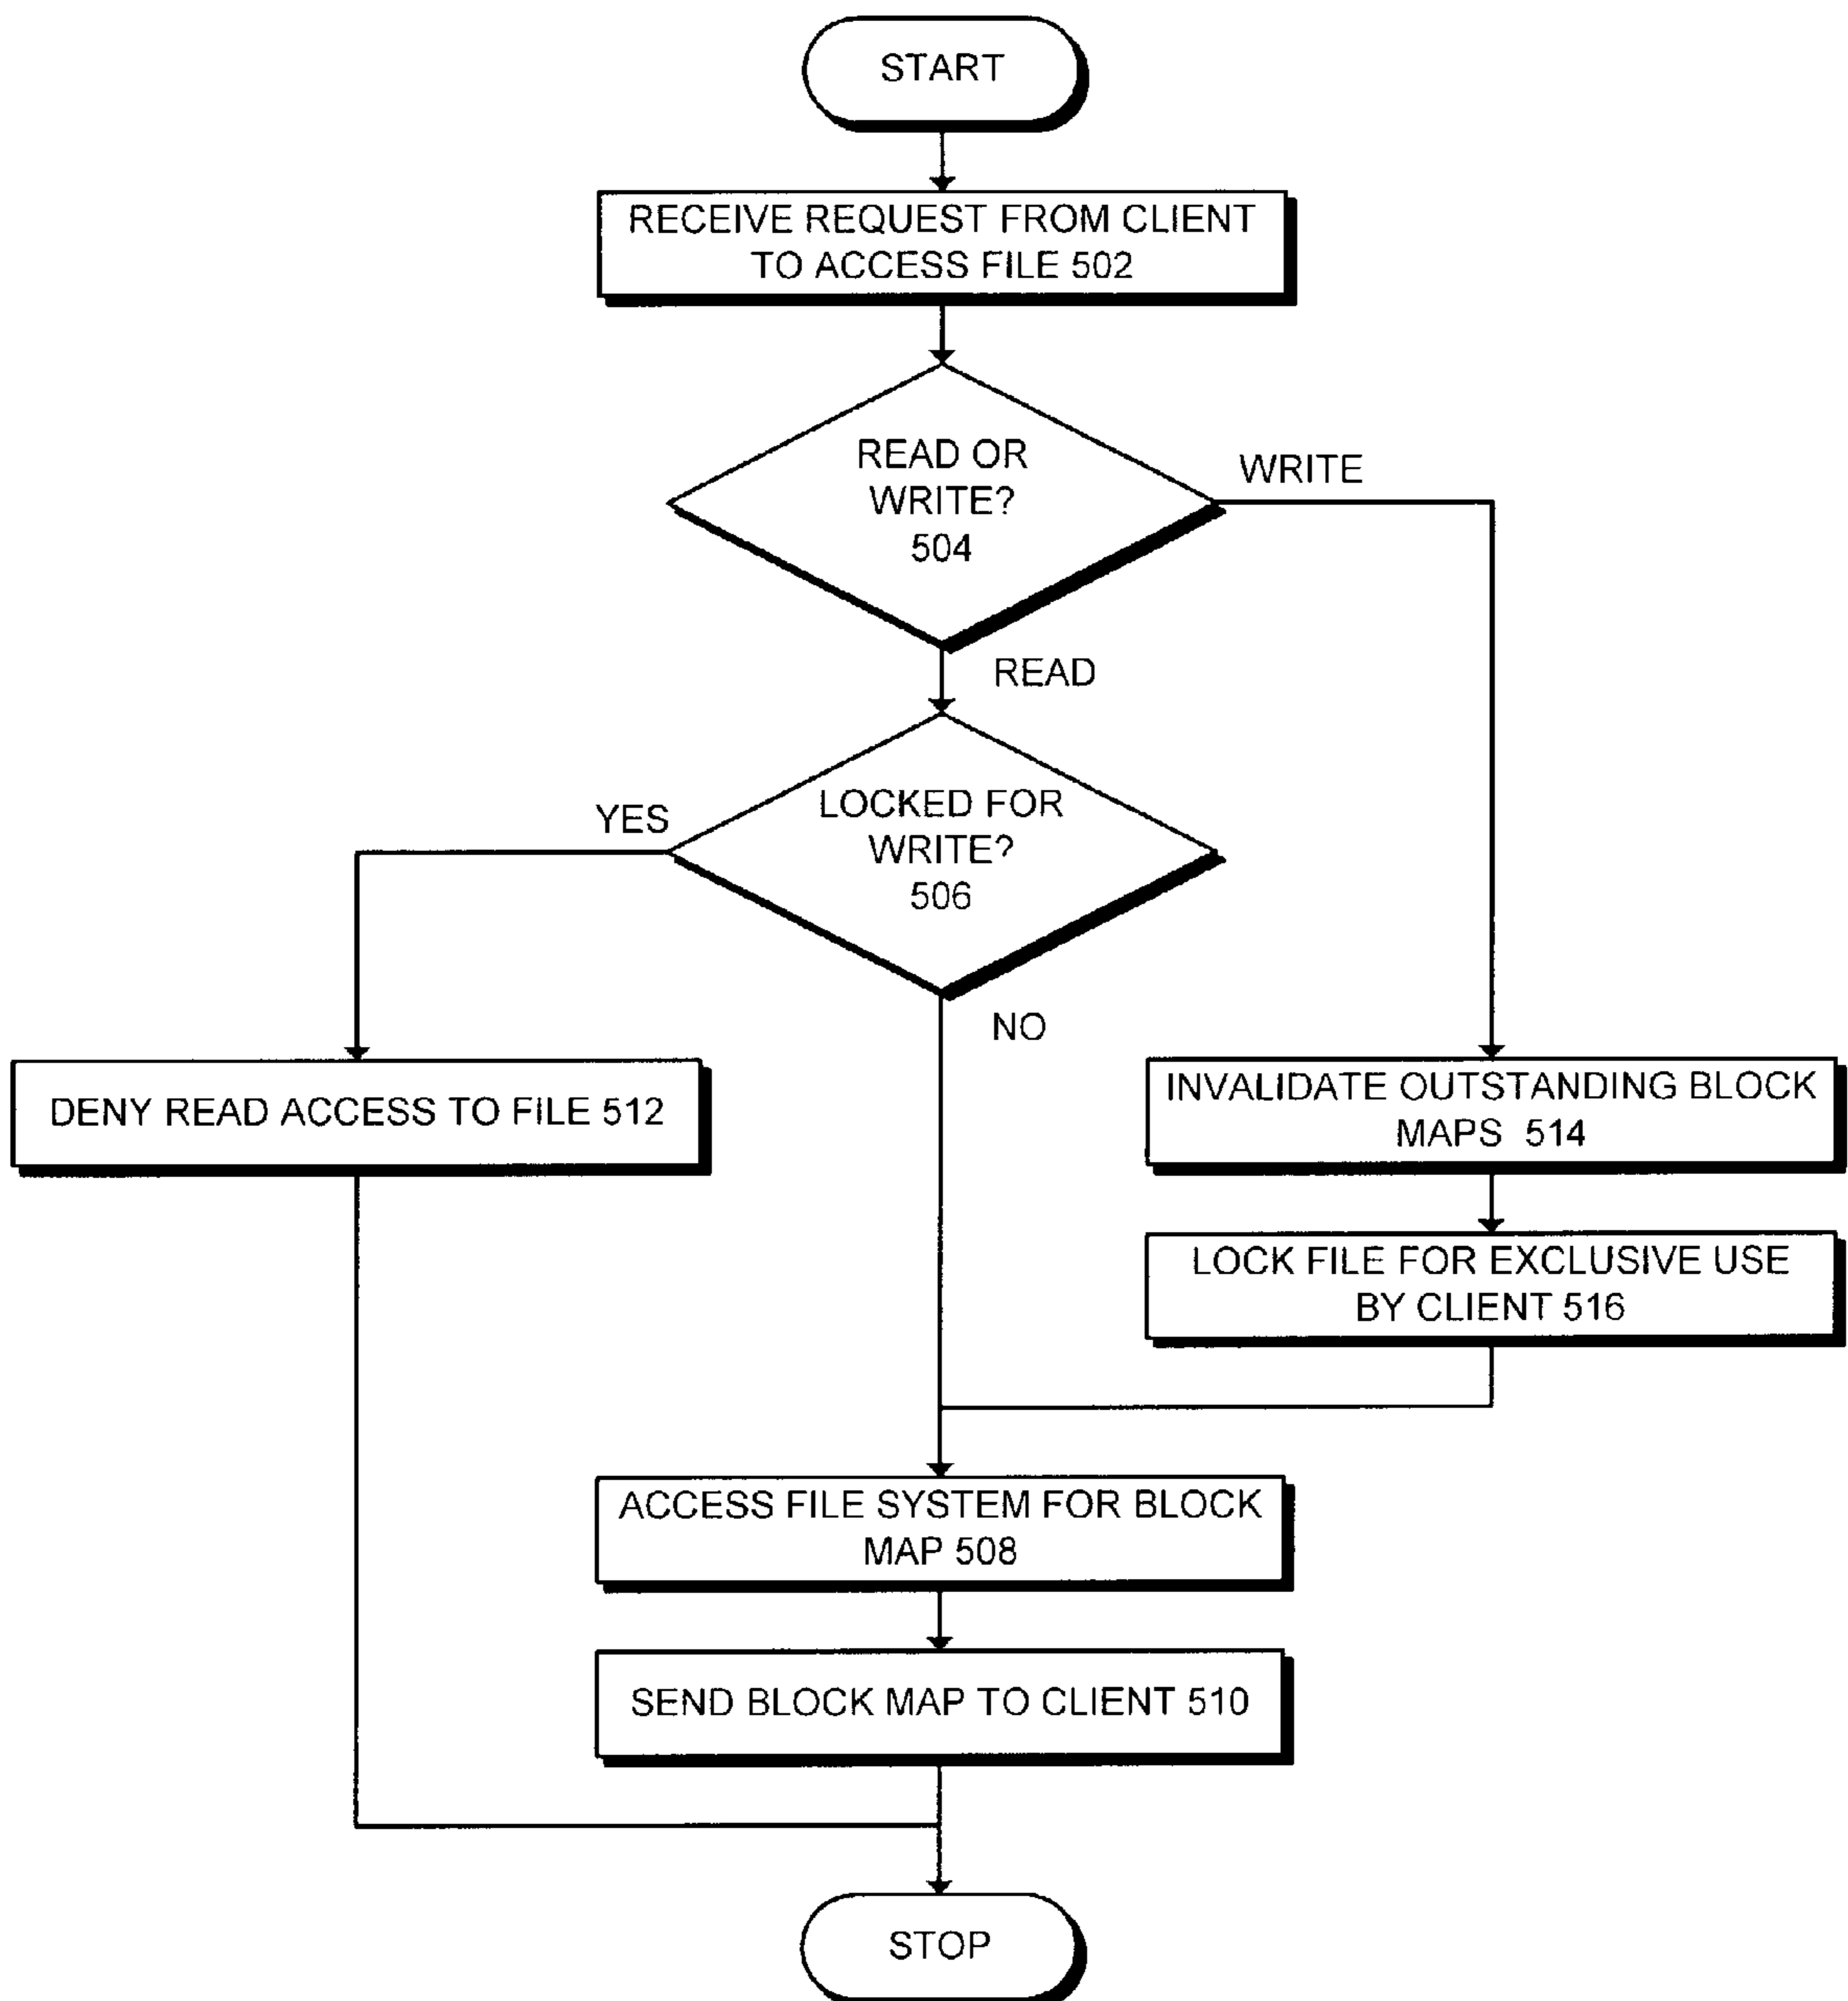 START
RECEIVE REQUEST FROM CLIENT
TO ACCESS FILE 502
READ OR
WRITE?
504
WRITE
READ
LOCKED FOR
WRITE?
506
YES
NO
DENY READ ACCESS TO FILE 512
INVALIDATE OUTSTANDING BLOCK
MAPS 514
LOCK FILE FOR EXCLUSIVE USE
BY CLIENT 516
ACCESS FILE SYSTEM FOR BLOCK
MAP 508
SEND BLOCK MAP TO CLIENT 510
STOP